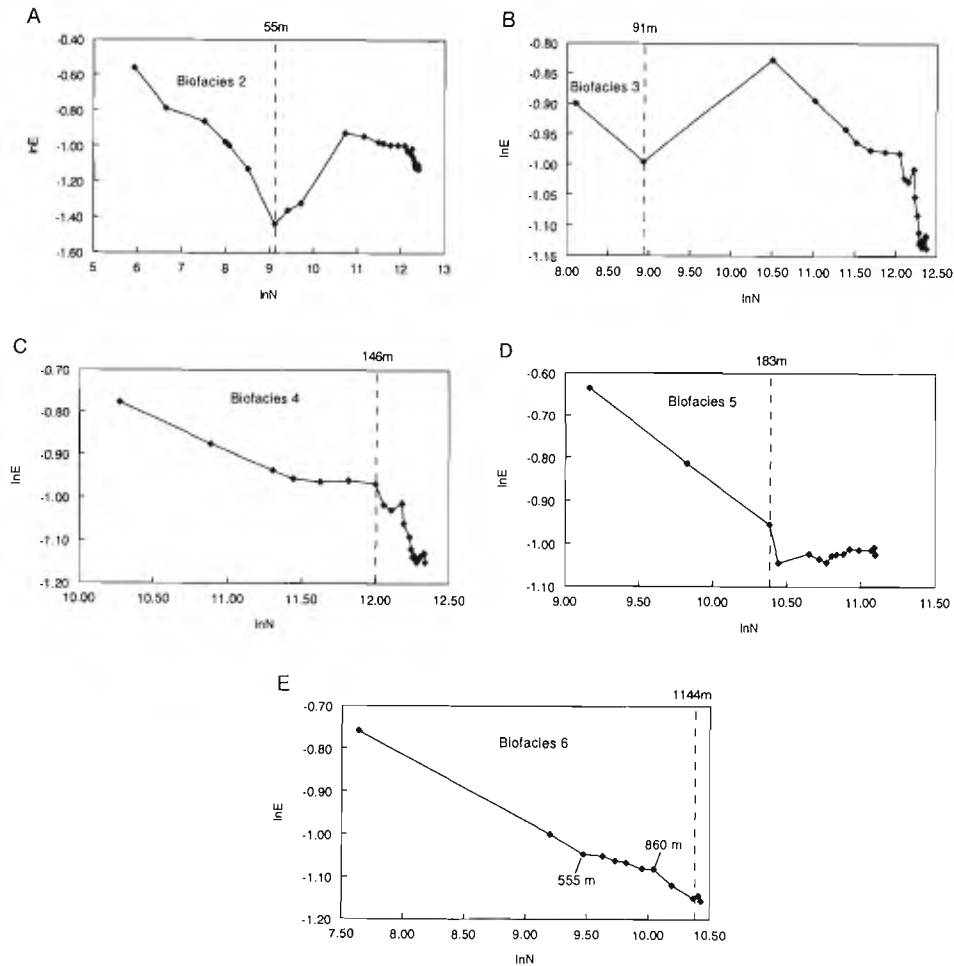 A
55m
-0.40
-0.60
-0.80
-1.00
-1.20
-1.40
-1.60
lnE
Biofacies 2
5 6 7 8 9 10 11 12 13
lnN
B
91m
-0.80
-0.85
-0.90
-0.95
-1.00
-1.05
-1.10
-1.15
lnE
Biofacies 3
8.00 8.50 9.00 9.50 10.00 10.50 11.00 11.50 12.00 12.50
lnN
C
146m
-0.70
-0.80
-0.90
-1.00
-7.10
-1.20
lnE
Biofacies 4
10.00 10.50 11.00 11.50 12.00 12.50
lnN
D
183m
-0.60
-0.70
-0.80
-0.90
-1.00
-1.10
lnE
Biofacies 5
9.00 9.50 10.00 10.50 11.00 11.50
lnN
E
1144m
-0.70
-0.80
-0.90
-1.00
-1.10
-1.20
lnE
Biofacies 6
555 m
860 m
7.50 8.00 8.50 9.00 9.50 10.00 10.50
lnN